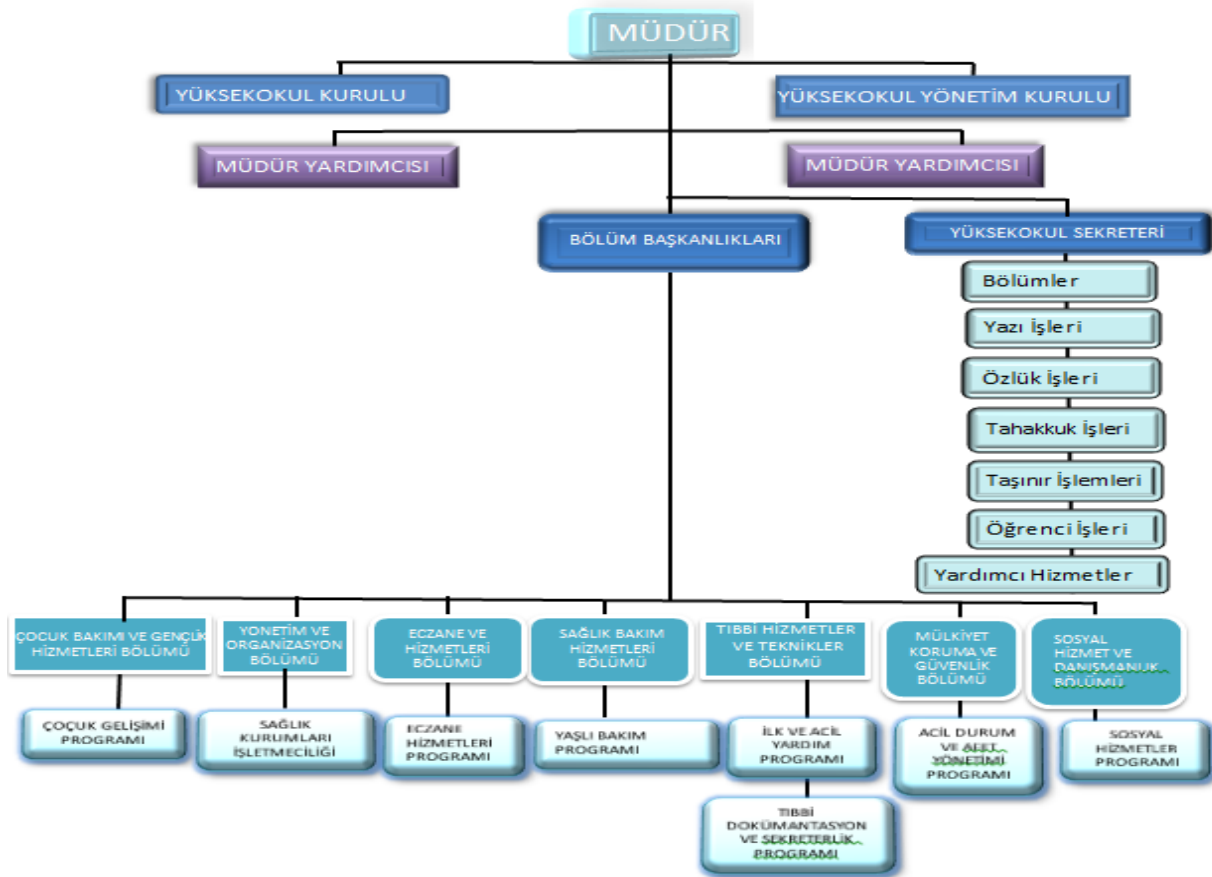 MÜDÜR
YÜKSEKOKUL KURULU
YÜKSEKOKUL YÖNETİM KURULU
MÜDÜR YARDIMCISI
MÜDÜR YARDIMCISI
BÖLÜM BAŞKANLIKLARI
YÜKSEKOKUL SEKRETERİ
Bölümler
Yazı İşleri
Özlük İşleri
Tahakkuk İşleri
Taşınır İşlemleri
Öğrenci İşleri
Yardımcı Hizmetler
ÇOCUK BAKIMI VE GENÇLİK
HİZMETLERİ BÖLÜMÜ
YONETİM VE
ORGANİZASYON
BÖLÜMÜ
ECZANE VE
HİZMETLERİ
BÖLÜMÜ
SAĞLIK BAKIM
HİZMETLERİ
BÖLÜMÜ
TIBBİ HİZMETLER
VE TEKNİKLER
BÖLÜMÜ
MÜLKİYET
KORUMA VE
GÜVENLİK
BÖLÜMÜ
SOSYAL
HİZMET VE
DANIŞMANLIK
BÖLÜMÜ
ÇOÇUK GELİŞİMİ
PROGRAMI
SAĞLIK
KURUMLARI
İŞLETMECİLİĞİ
ECZANE
HİZMETLERİ
PROGRAMI
YAŞLI BAKIM
PROGRAMI
İLK VE ACİL
YARDIM
PROGRAMI
ACİL DURUM
VE AFET
YÖNETİMİ
PROGRAMI
SOSYAL
HİZMETLER
PROGRAMI
TIBBİ
DOKÜMANTASYON
VE SEKRETERLİK
PROGRAMI